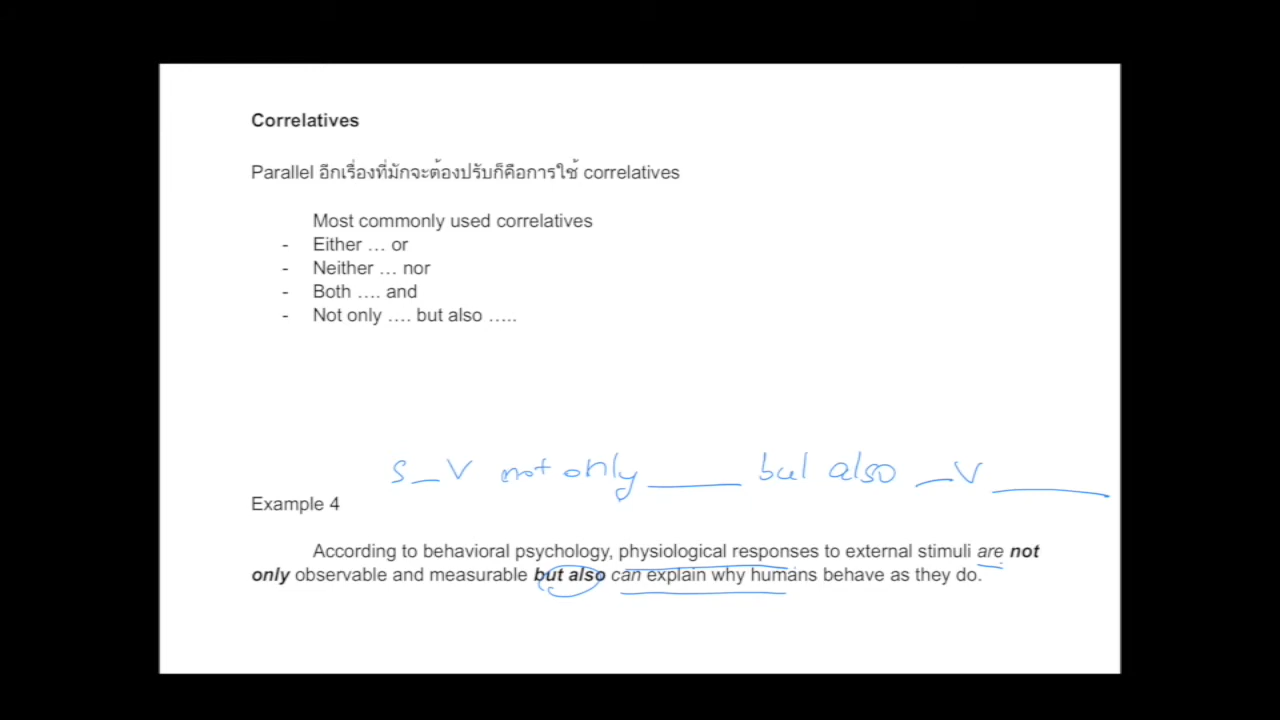 Correlatives
Parallel อีกเรื่องที่มักจะต้องปรับก็คือการใช้ correlatives
Most commonly used correlatives
- Either … or
- Neither … nor
- Both …. and
- Not only …. but also …..
S _ V not only ____ but also _ V ____
Example 4
According to behavioral psychology, physiological responses to external stimuli are not
only observable and measurable but also can explain why humans behave as they do.